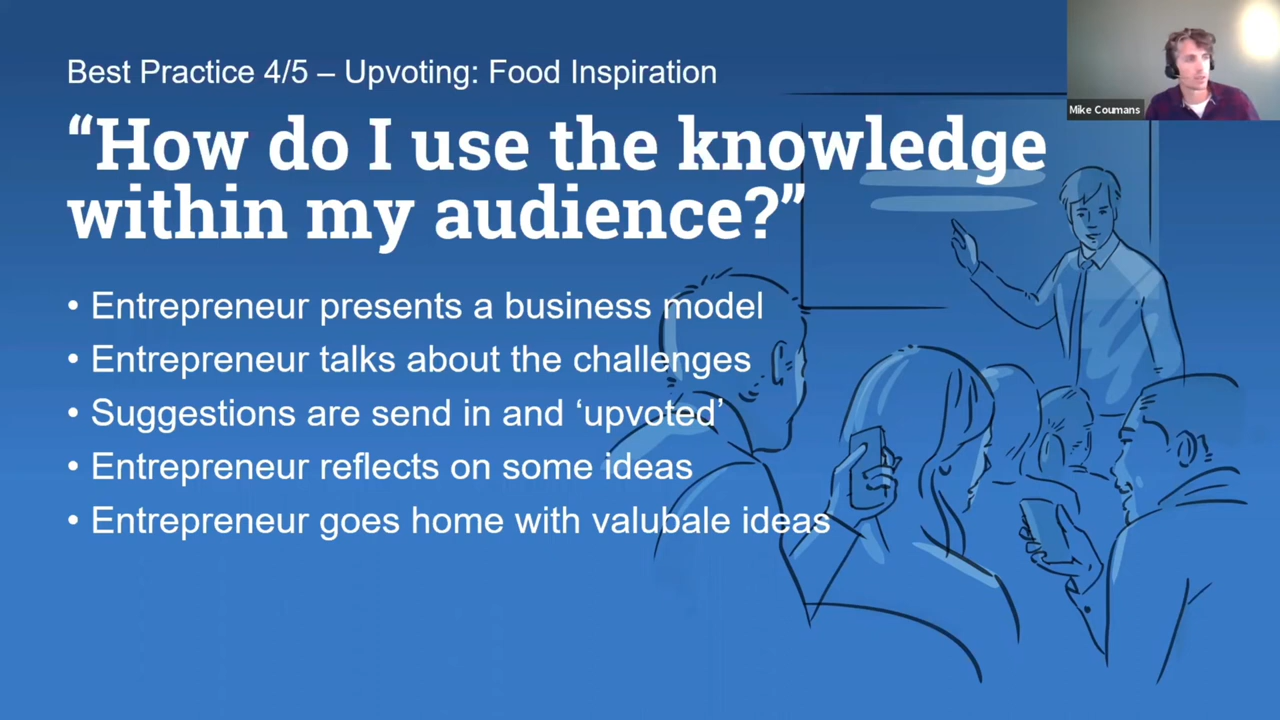 Best Practice 4/5 – Upvoting: Food Inspiration
Mike Coumans
“How do I use the knowledge
within my audience?”
• Entrepreneur presents a business model
• Entrepreneur talks about the challenges
• Suggestions are send in and ‘upvoted’
• Entrepreneur reflects on some ideas
• Entrepreneur goes home with valubale ideas